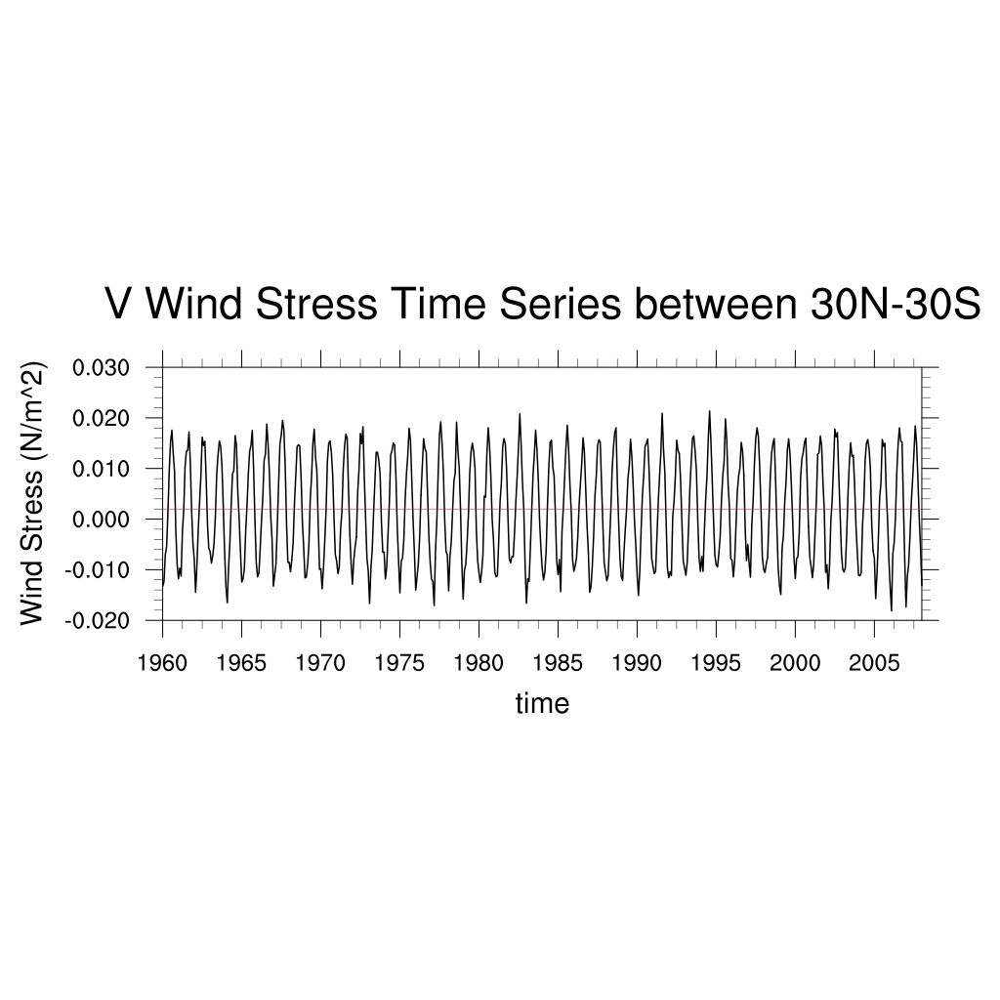 V Wind Stress Time Series between 30N-30S
Wind Stress (N/m^2)
0.030
0.020
0.010
0.000
-0.010
-0.020
1960 1965 1970 1975 1980 1985 1990 1995 2000 2005
time